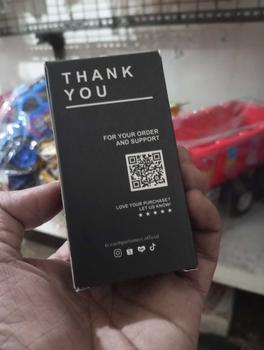 THANK
YOU
FOR YOUR ORDER
AND SUPPORT
LOVE YOUR PURCHASE?
LET US KNOW!